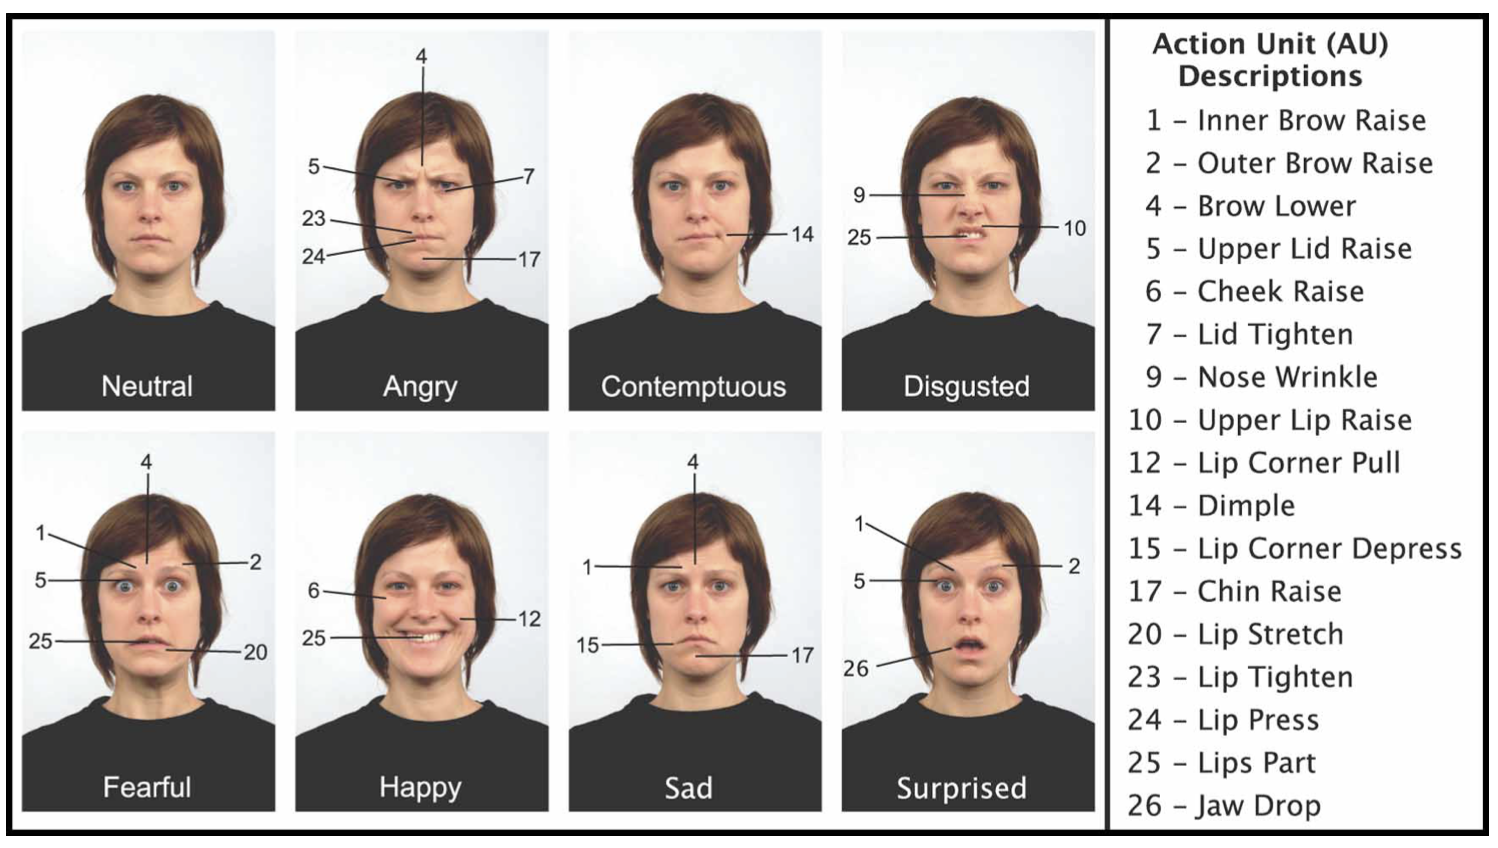 4
5
7
23
24
17
14
9
10
25
Neutral
Angry
Contemptuous
Disgusted
4
1
2
5
25
20
6
12
25
4
1
15
17
1
2
5
26
Fearful
Happy
Sad
Surprised
Action Unit (AU)
Descriptions
1 – Inner Brow Raise
2 – Outer Brow Raise
4 – Brow Lower
5 – Upper Lid Raise
6 – Cheek Raise
7 – Lid Tighten
9 – Nose Wrinkle
10 – Upper Lip Raise
12 – Lip Corner Pull
14 – Dimple
15 – Lip Corner Depress
17 – Chin Raise
20 – Lip Stretch
23 – Lip Tighten
24 – Lip Press
25 – Lips Part
26 – Jaw Drop